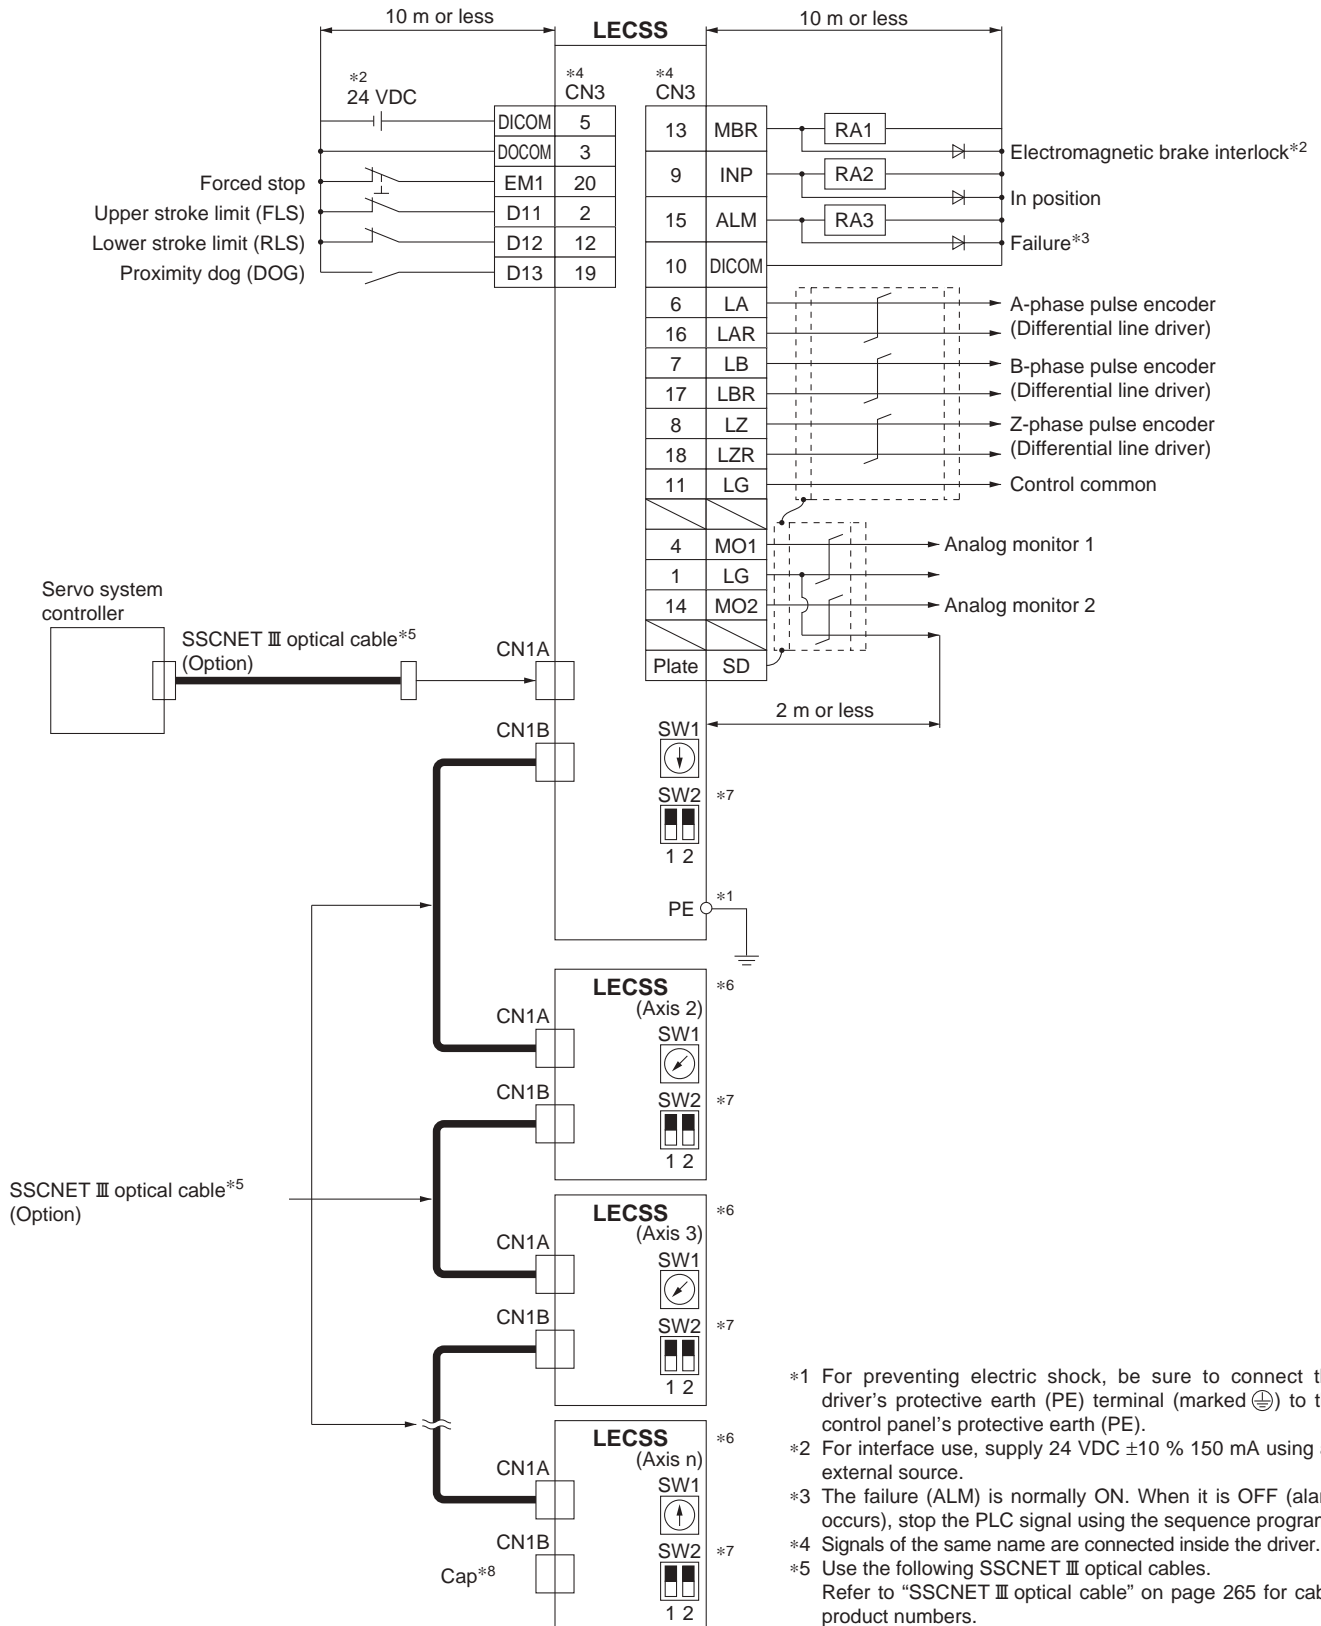 10 m or less
LECSS
10 m or less
*2
24 VDC
*4
CN3
*4
CN3
DICOM 5
DOCOM 3
Forced stop EM1 20
Upper stroke limit (FLS) D11 2
Lower stroke limit (RLS) D12 12
Proximity dog (DOG) D13 19
13 MBR RA1
Electromagnetic brake interlock*2
9 INP RA2
In position
15 ALM RA3
Failure*3
10 DICOM
6 LA A-phase pulse encoder
16 LAR (Differential line driver)
7 LB B-phase pulse encoder
17 LBR (Differential line driver)
8 LZ Z-phase pulse encoder
18 LZR (Differential line driver)
11 LG Control common
4 MO1 Analog monitor 1
1 LG
14 MO2 Analog monitor 2
Plate SD
2 m or less
Servo system
controller
SSCNET Ⅲ optical cable*5
(Option)
CN1A
CN1B
SW1
SW2 *7
1 2
PE *1
LECSS *6
(Axis 2)
CN1A
SW1
CN1B
SW2 *7
1 2
SSCNET Ⅲ optical cable*5
(Option)
LECSS *6
(Axis 3)
CN1A
SW1
CN1B
SW2 *7
1 2
LECSS *6
(Axis n)
CN1A
SW1
CN1B
Cap*8
SW2 *7
1 2
*1 For preventing electric shock, be sure to connect
driver's protective earth (PE) terminal (marked ) to
control panel's protective earth (PE).
*2 For interface use, supply 24 VDC ±10 % 150 mA using
external source.
*3 The failure (ALM) is normally ON. When it is OFF
occurs), stop the PLC signal using the sequence
*4 Signals of the same name are connected inside the driver.
*5 Use the following SSCNET Ⅲ optical cables.
Refer to “SSCNET Ⅲ optical cable” on page 265 for
product numbers.